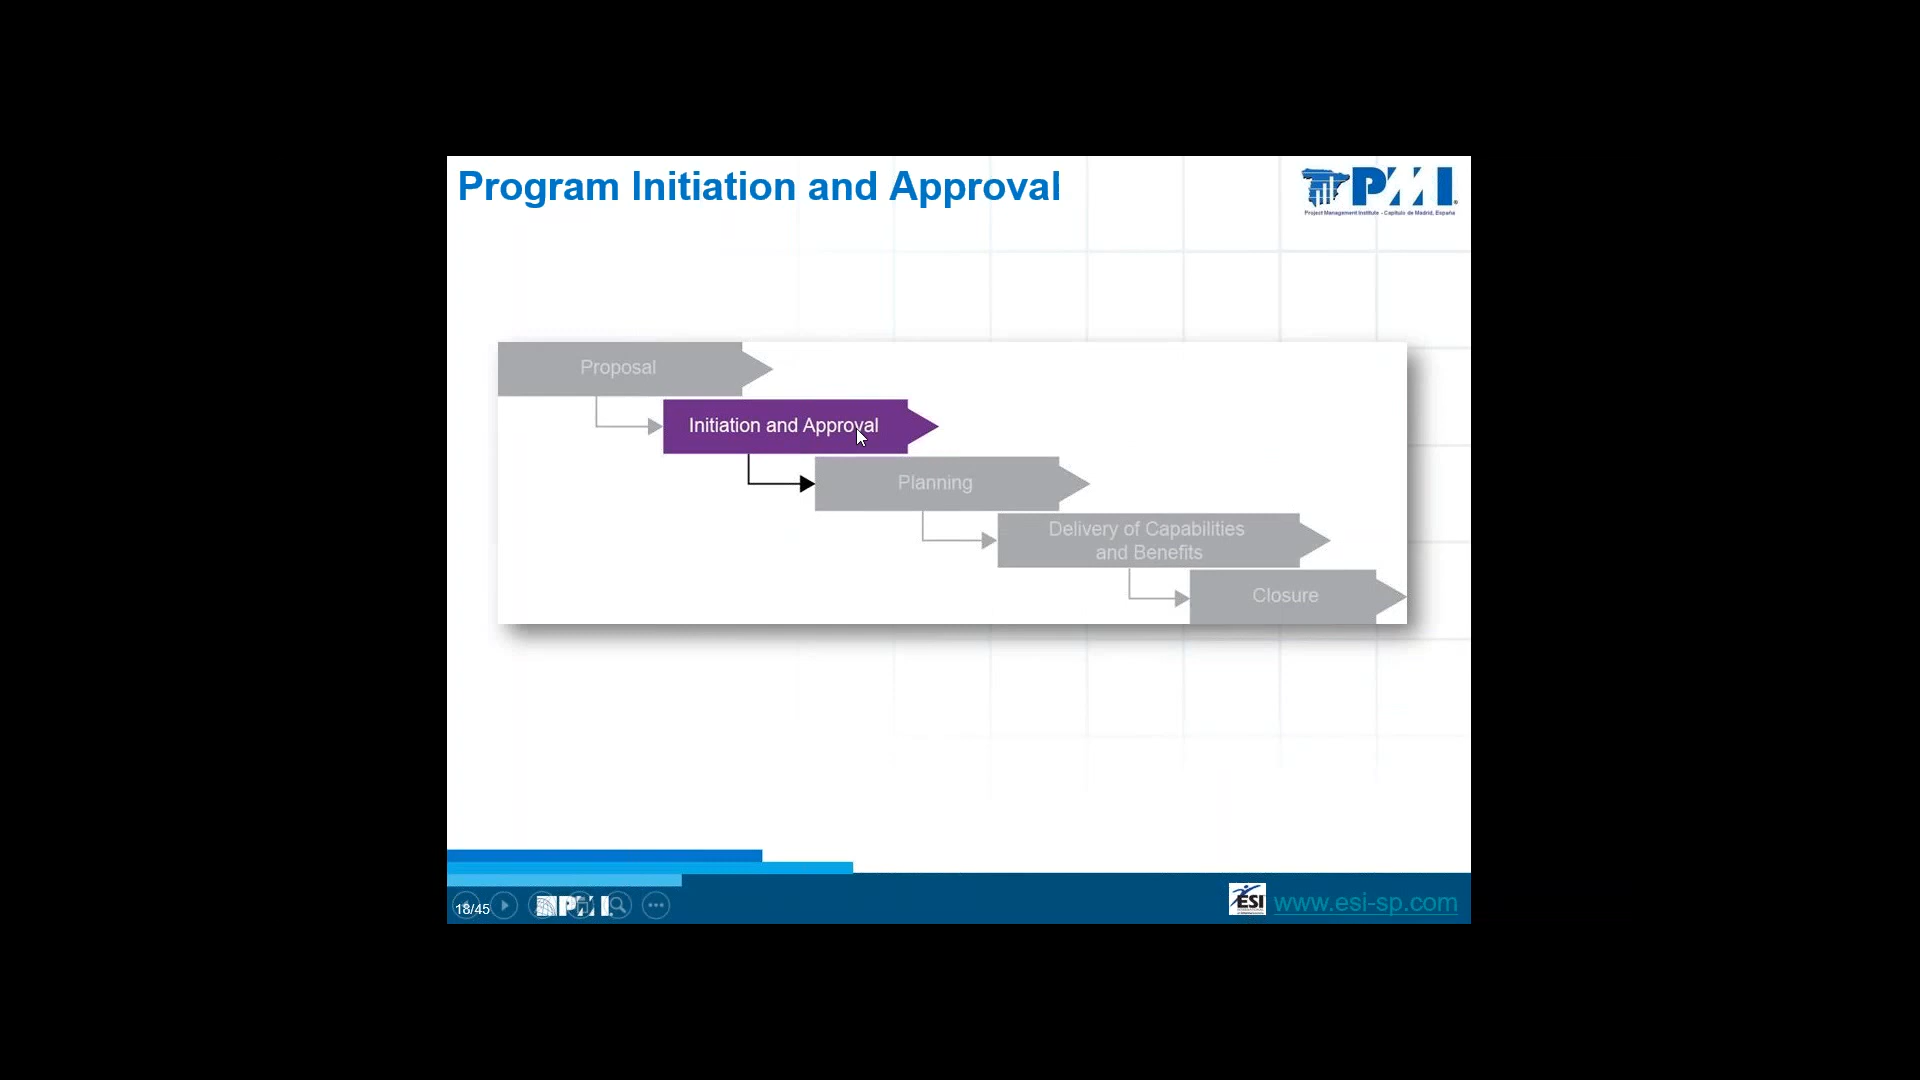 Program Initiation and Approval
PMI
Project Management Institute - Capítulo de Madrid, España
Proposal
Initiation and Approval
Planning
Delivery of Capabilities
and Benefits
Closure
18/45
PMI
ESI
www.esi-sp.com